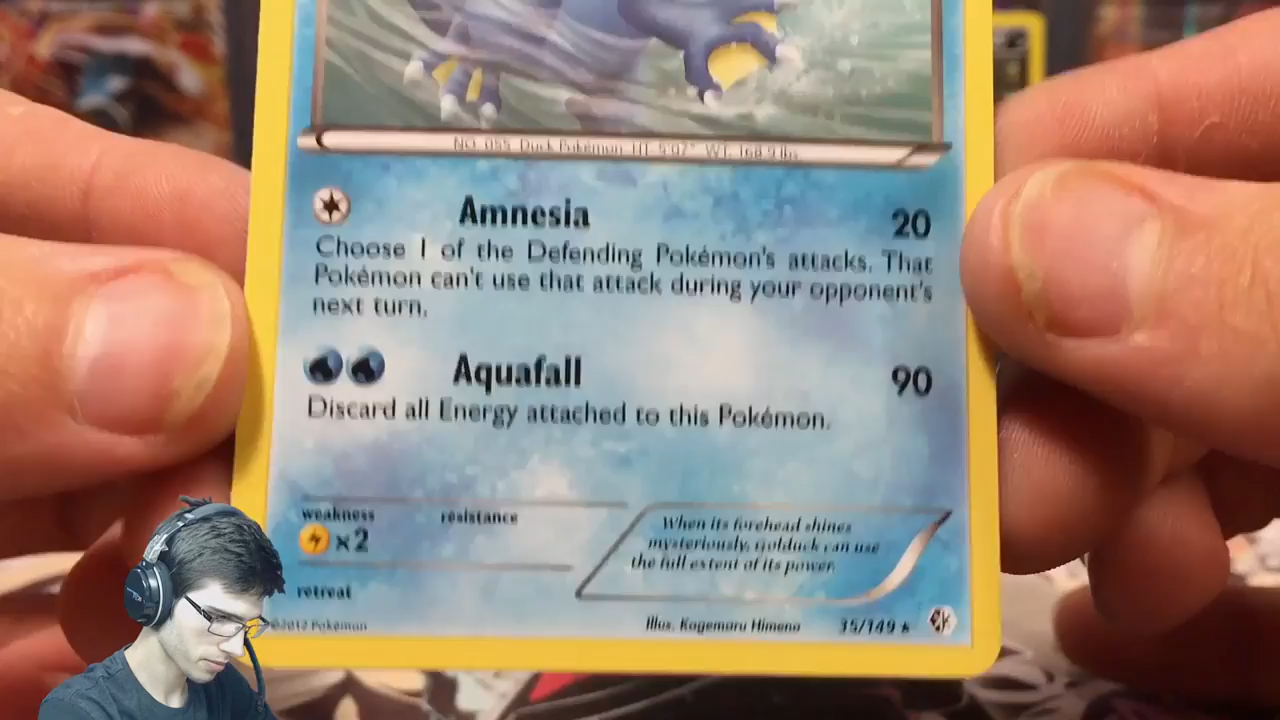 NO. 055 Duck Pokémon HT. 5'07" WT. 168.9 lbs.
Amnesia 20
Choose 1 of the Defending Pokémon's attacks. That
Pokémon can't use that attack during your opponent's
next turn.
Aquafall 90
Discard all Energy attached to this Pokémon.
weakness resistance
×2
When its forehead shines
mysteriously, Golduck can use
the full extent of its power.
retreat
©2012 Pokémon
Illus. Kagemaru Himeno 35/149 ★